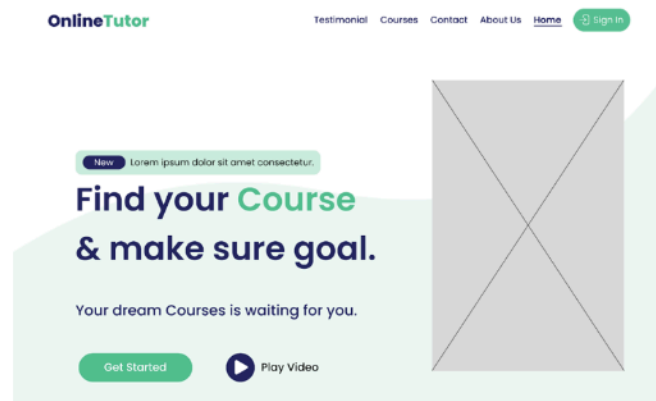 OnlineTutor
Testimonial Courses Contact About Us Home Sign In
New Lorem ipsum dolor sit amet consectetur.
Find your Course
& make sure goal.
Your dream Courses is waiting for you.
Get Started Play Video